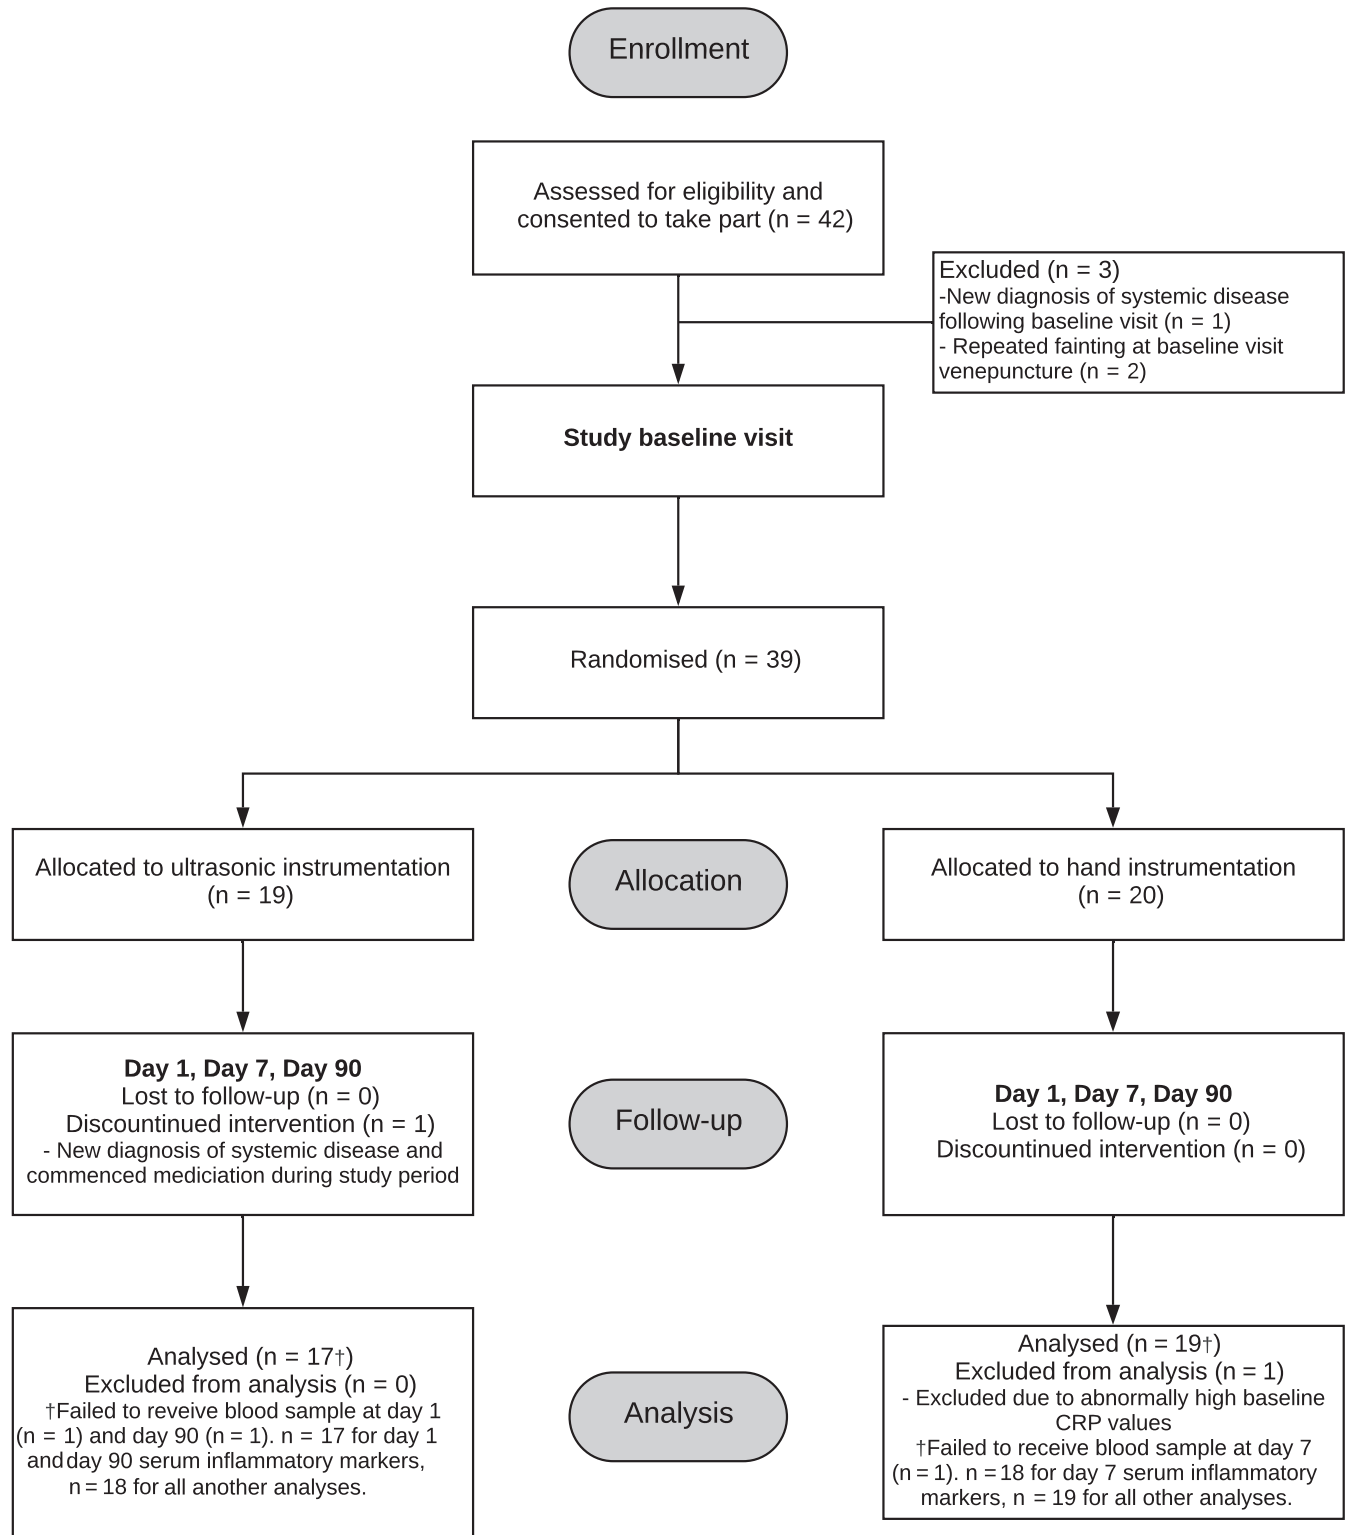 Enrollment
Assessed for eligibility and
consented to take part (n = 42)
Excluded (n = 3)
-New diagnosis of systemic disease
following baseline visit (n = 1)
- Repeated fainting at baseline visit
venepuncture (n = 2)
Study baseline visit
Randomised (n = 39)
Allocated to ultrasonic instrumentation
(n = 19)
Allocation
Allocated to hand instrumentation
(n = 20)
Day 1, Day 7, Day 90
Lost to follow-up (n = 0)
Discountinued intervention (n = 1)
- New diagnosis of systemic disease and
commenced mediciation during study period
Follow-up
Day 1, Day 7, Day 90
Lost to follow-up (n = 0)
Discountinued intervention (n = 0)
Analysed (n = 17†)
Excluded from analysis (n = 0)
†Failed to reveive blood sample at day 1
(n = 1) and day 90 (n = 1). n = 17 for day 1
and day 90 serum inflammatory markers,
n = 18 for all another analyses.
Analysis
Analysed (n = 19†)
Excluded from analysis (n = 1)
- Excluded due to abnormally high baseline
CRP values
†Failed to receive blood sample at day 7
(n = 1). n = 18 for day 7 serum inflammatory
markers, n = 19 for all other analyses.